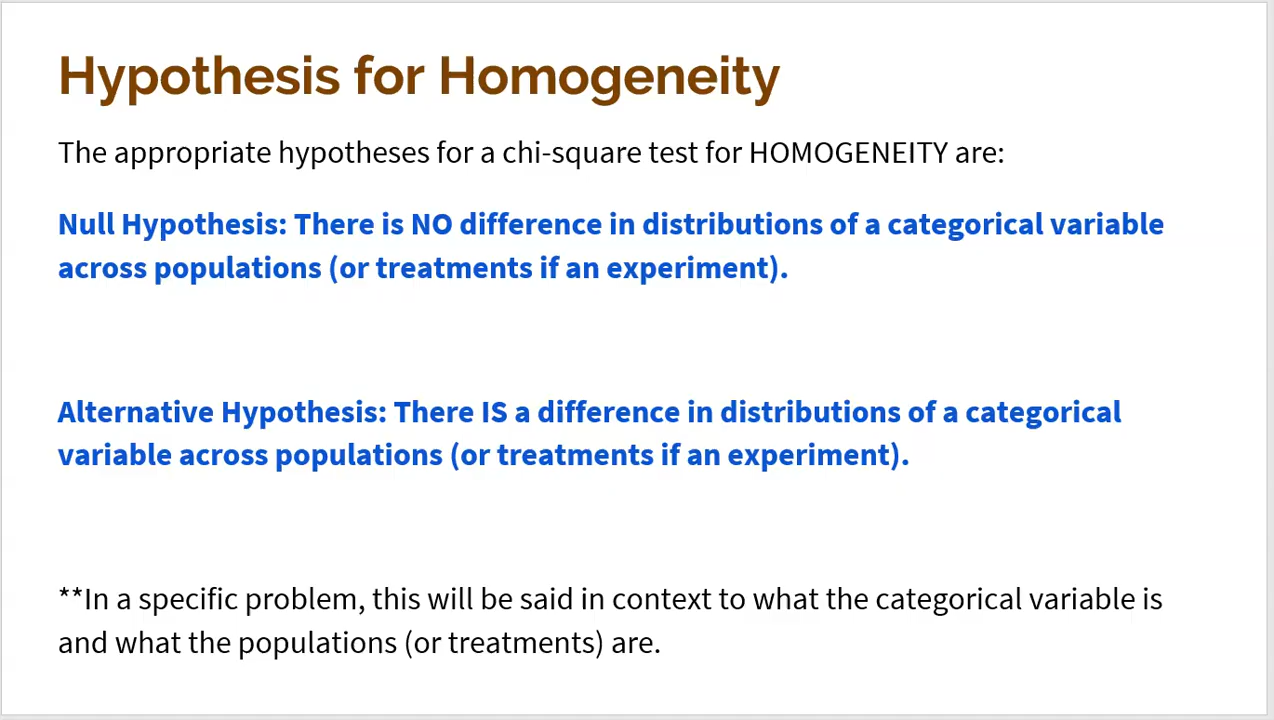 Hypothesis for Homogeneity
The appropriate hypotheses for a chi-square test for HOMOGENEITY are:
Null Hypothesis: There is NO difference in distributions of a categorical variable
across populations (or treatments if an experiment).
Alternative Hypothesis: There IS a difference in distributions of a categorical
variable across populations (or treatments if an experiment).
**In a specific problem, this will be said in context to what the categorical variable is
and what the populations (or treatments) are.